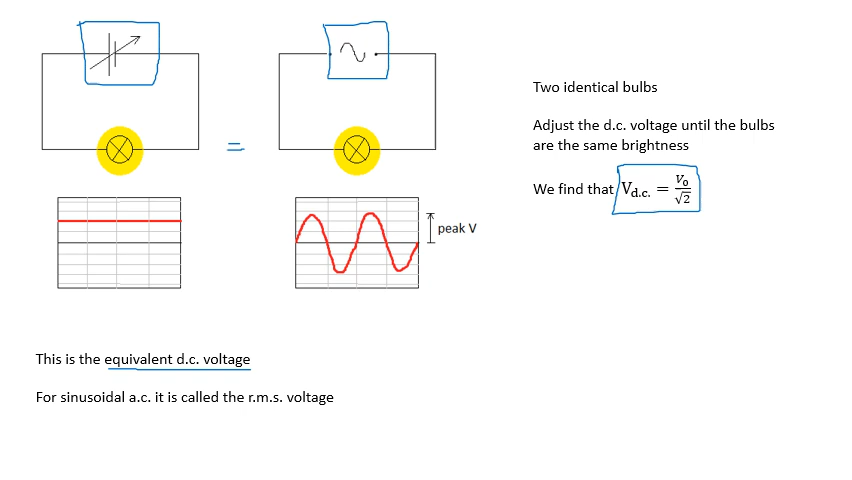 Two identical bulbs
Adjust the d.c. voltage until the bulbs
are the same brightness
We find that V_d.c. = V₀/√2
=
peak V
This is the equivalent d.c. voltage
For sinusoidal a.c. it is called the r.m.s. voltage